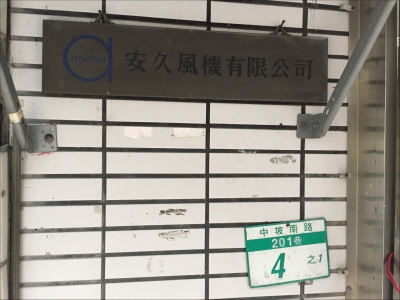 anchiu
安久風機有限公司
中坡南路
201巷
4之1